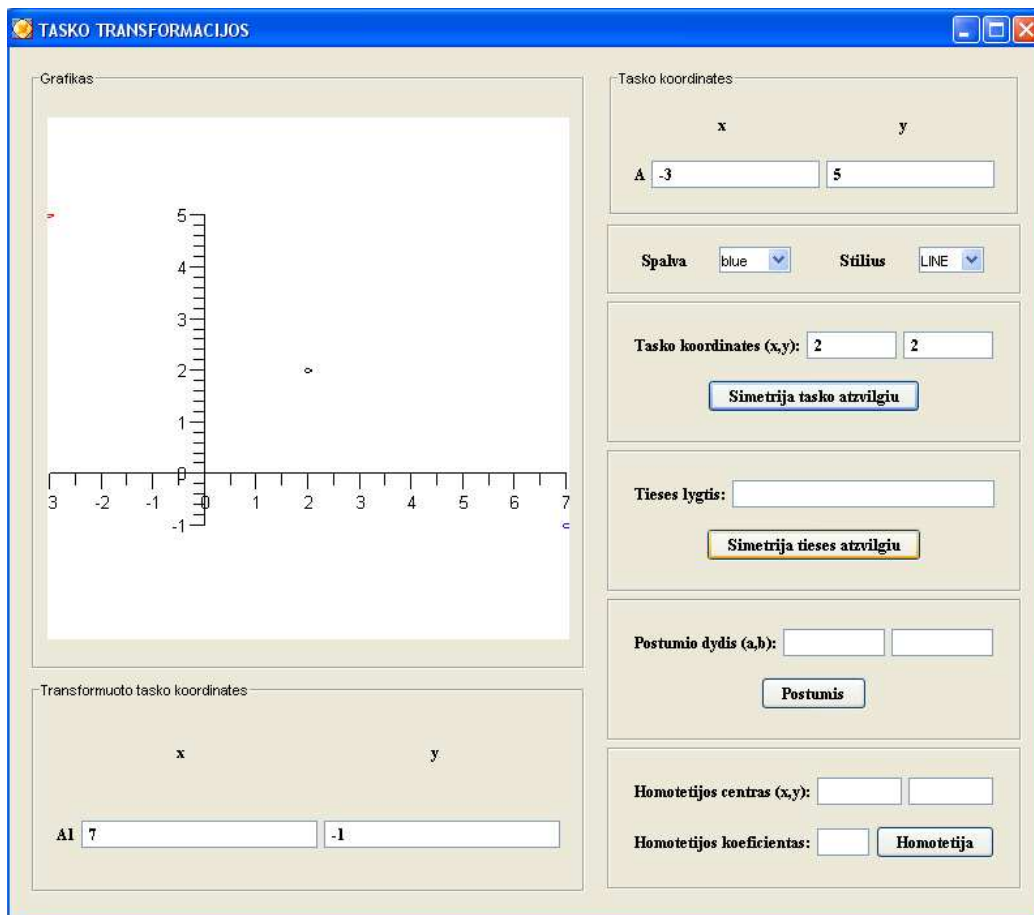 TASKO TRANSFORMACIJOS
Grafikas
5
4
3
2
1
0
-1
3 -2 -1 0 1 2 3 4 5 6 7
Transformuoto tasko koordinates
x y
A1 7 -1
Tasko koordinates
x y
A -3 5
Spalva blue Stilius LINE
Tasko koordinates (x,y): 2 2
Simetrija tasko atzvilgiu
Tieses lygtis:
Simetrija tieses atzvilgiu
Postumio dydis (a,b):
Postumis
Homotetijos centras (x,y):
Homotetijos koeficientas: Homotetija